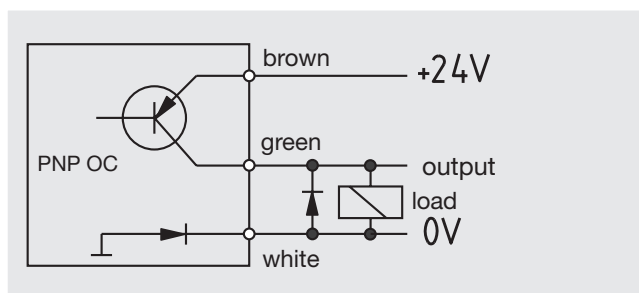 brown
+24V
green
PNP OC
output
load
0V
white